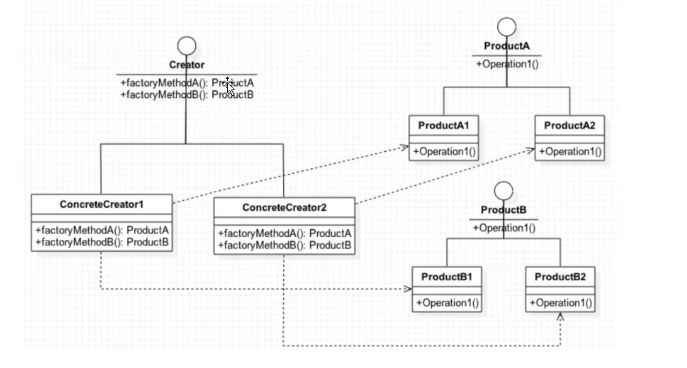 Creator
+factoryMethodA(): ProductA
+factoryMethodB(): ProductB
ProductA
+Operation1()
ProductA1
+Operation1()
ProductA2
+Operation1()
ConcreteCreator1
+factoryMethodA(): ProductA
+factoryMethodB(): ProductB
ConcreteCreator2
+factoryMethodA(): ProductA
+factoryMethodB(): ProductB
ProductB
+Operation1()
ProductB1
+Operation1()
ProductB2
+Operation1()